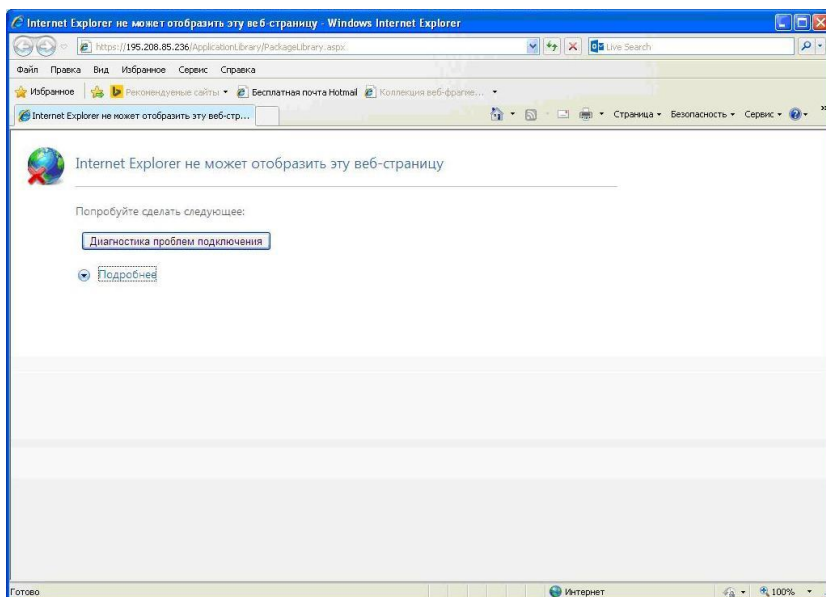 Internet Explorer не может отобразить эту веб-страницу - Windows Internet Explorer
https://195.208.85.236/ApplicationLibrary/PackageLibrary.aspx
Live Search
Файл Правка Вид Избранное Сервис Справка
Избранное Рекомендуемые сайты Бесплатная почта Hotmail Коллекция веб-фрагме...
Internet Explorer не может отобразить эту веб-стр...
Страница Безопасность Сервис
Internet Explorer не может отобразить эту веб-страницу
Попробуйте сделать следующее:
Диагностика проблем подключения
Подробнее
Готово
Интернет
100%